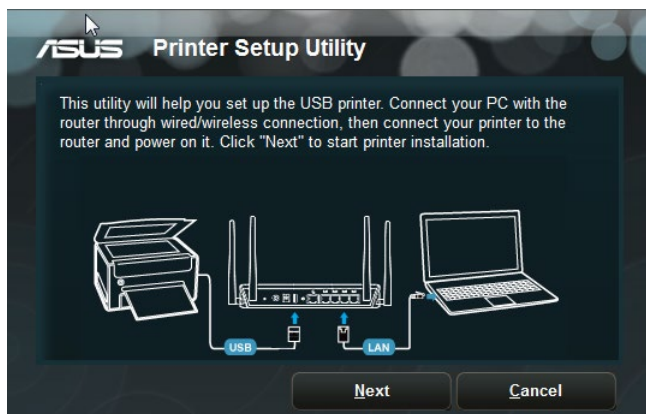 ASUS Printer Setup Utility
This utility will help you set up the USB printer. Connect your PC with the
router through wired/wireless connection, then connect your printer to the
router and power on it. Click "Next" to start printer installation.
USB
LAN
Next
Cancel